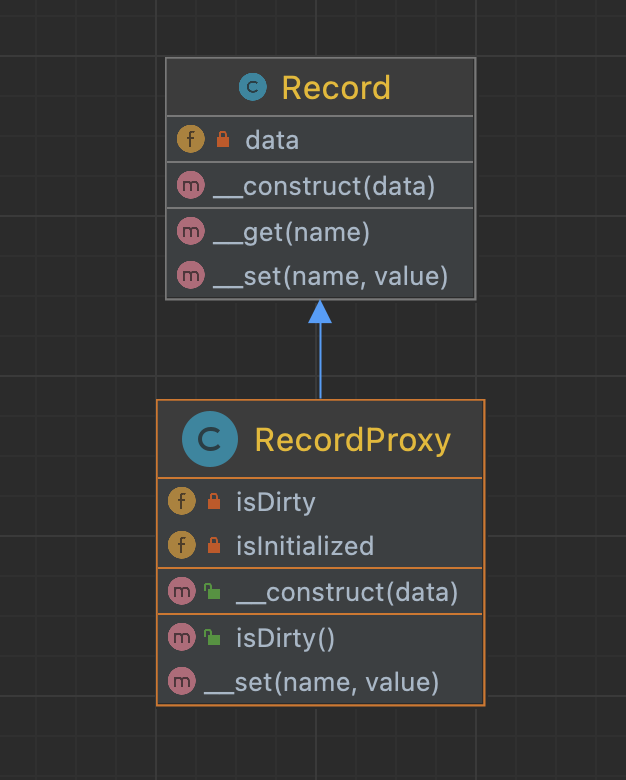 C Record
f data
m __construct(data)
m __get(name)
m __set(name, value)
C RecordProxy
f isDirty
f isInitialized
m __construct(data)
m isDirty()
m __set(name, value)